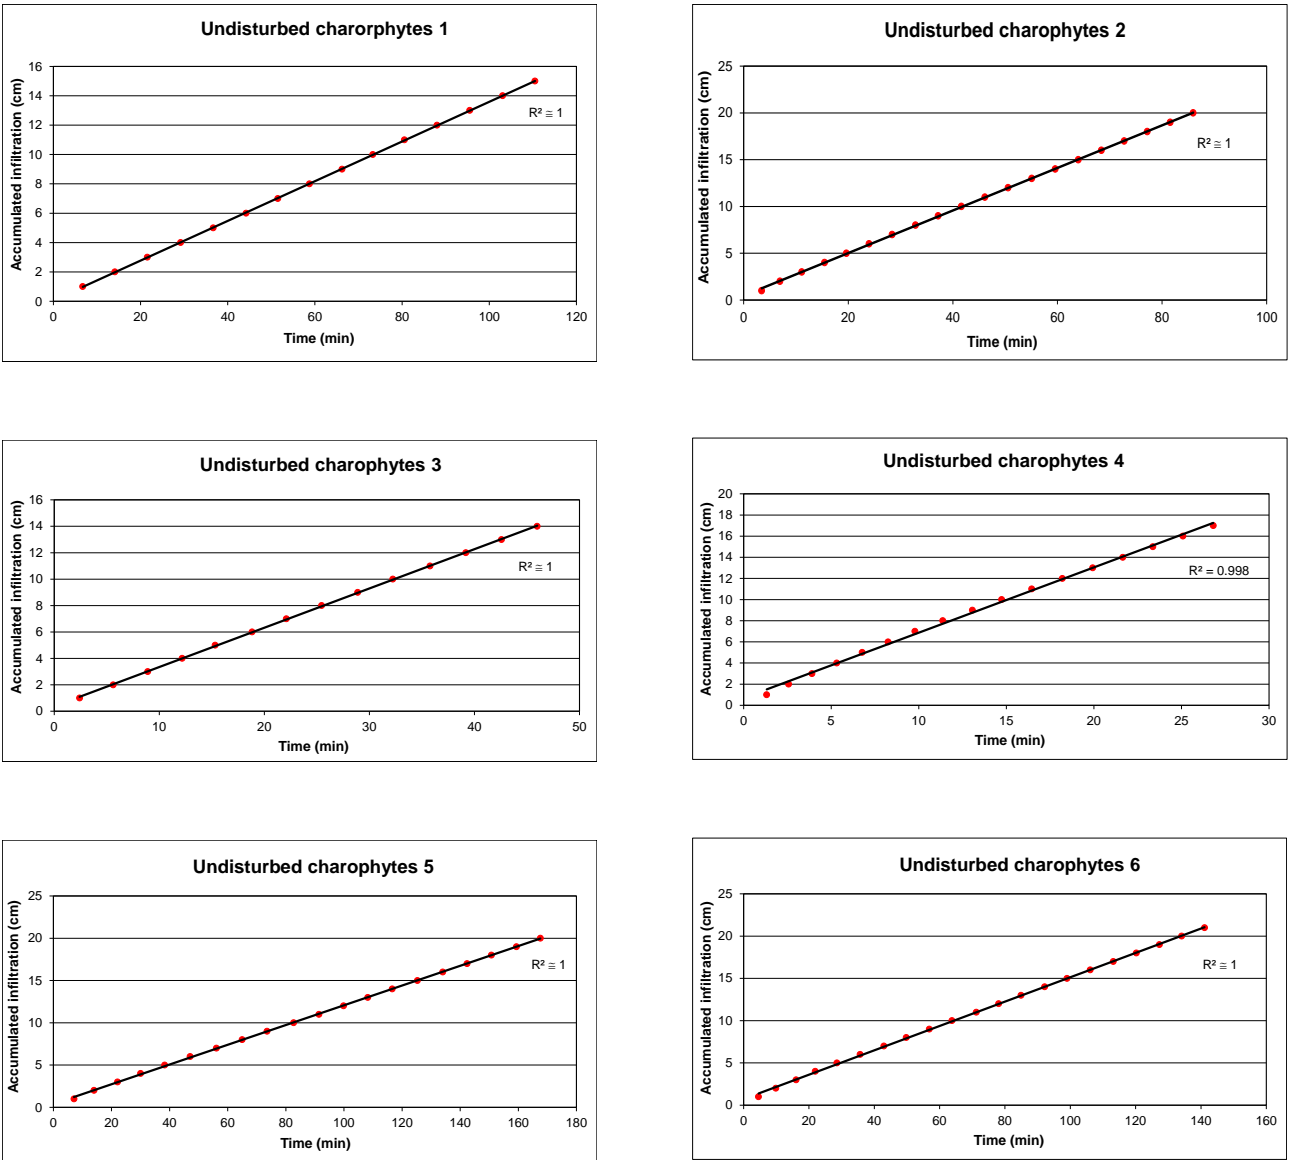 Undisturbed charorphytes 1
Accumulated infiltration (cm)
16
14
12
10
8
6
4
2
0
R² ≅ 1
0 20 40 60 80 100 120
Time (min)
Undisturbed charophytes 2
Accumulated infiltration (cm)
25
20
15
10
5
0
R² ≅ 1
0 20 40 60 80 100
Time (min)
Undisturbed charophytes 3
Accumulated infiltration (cm)
16
14
12
10
8
6
4
2
0
R² ≅ 1
0 10 20 30 40 50
Time (min)
Undisturbed charophytes 4
Accumulated infiltration (cm)
20
18
16
14
12
10
8
6
4
2
0
R² = 0.998
0 5 10 15 20 25 30
Time (min)
Undisturbed charophytes 5
Accumulated infiltration (cm)
25
20
15
10
5
0
R² ≅ 1
0 20 40 60 80 100 120 140 160 180
Time (min)
Undisturbed charophytes 6
Accumulated infiltration (cm)
25
20
15
10
5
0
R² ≅ 1
0 20 40 60 80 100 120 140 160
Time (min)